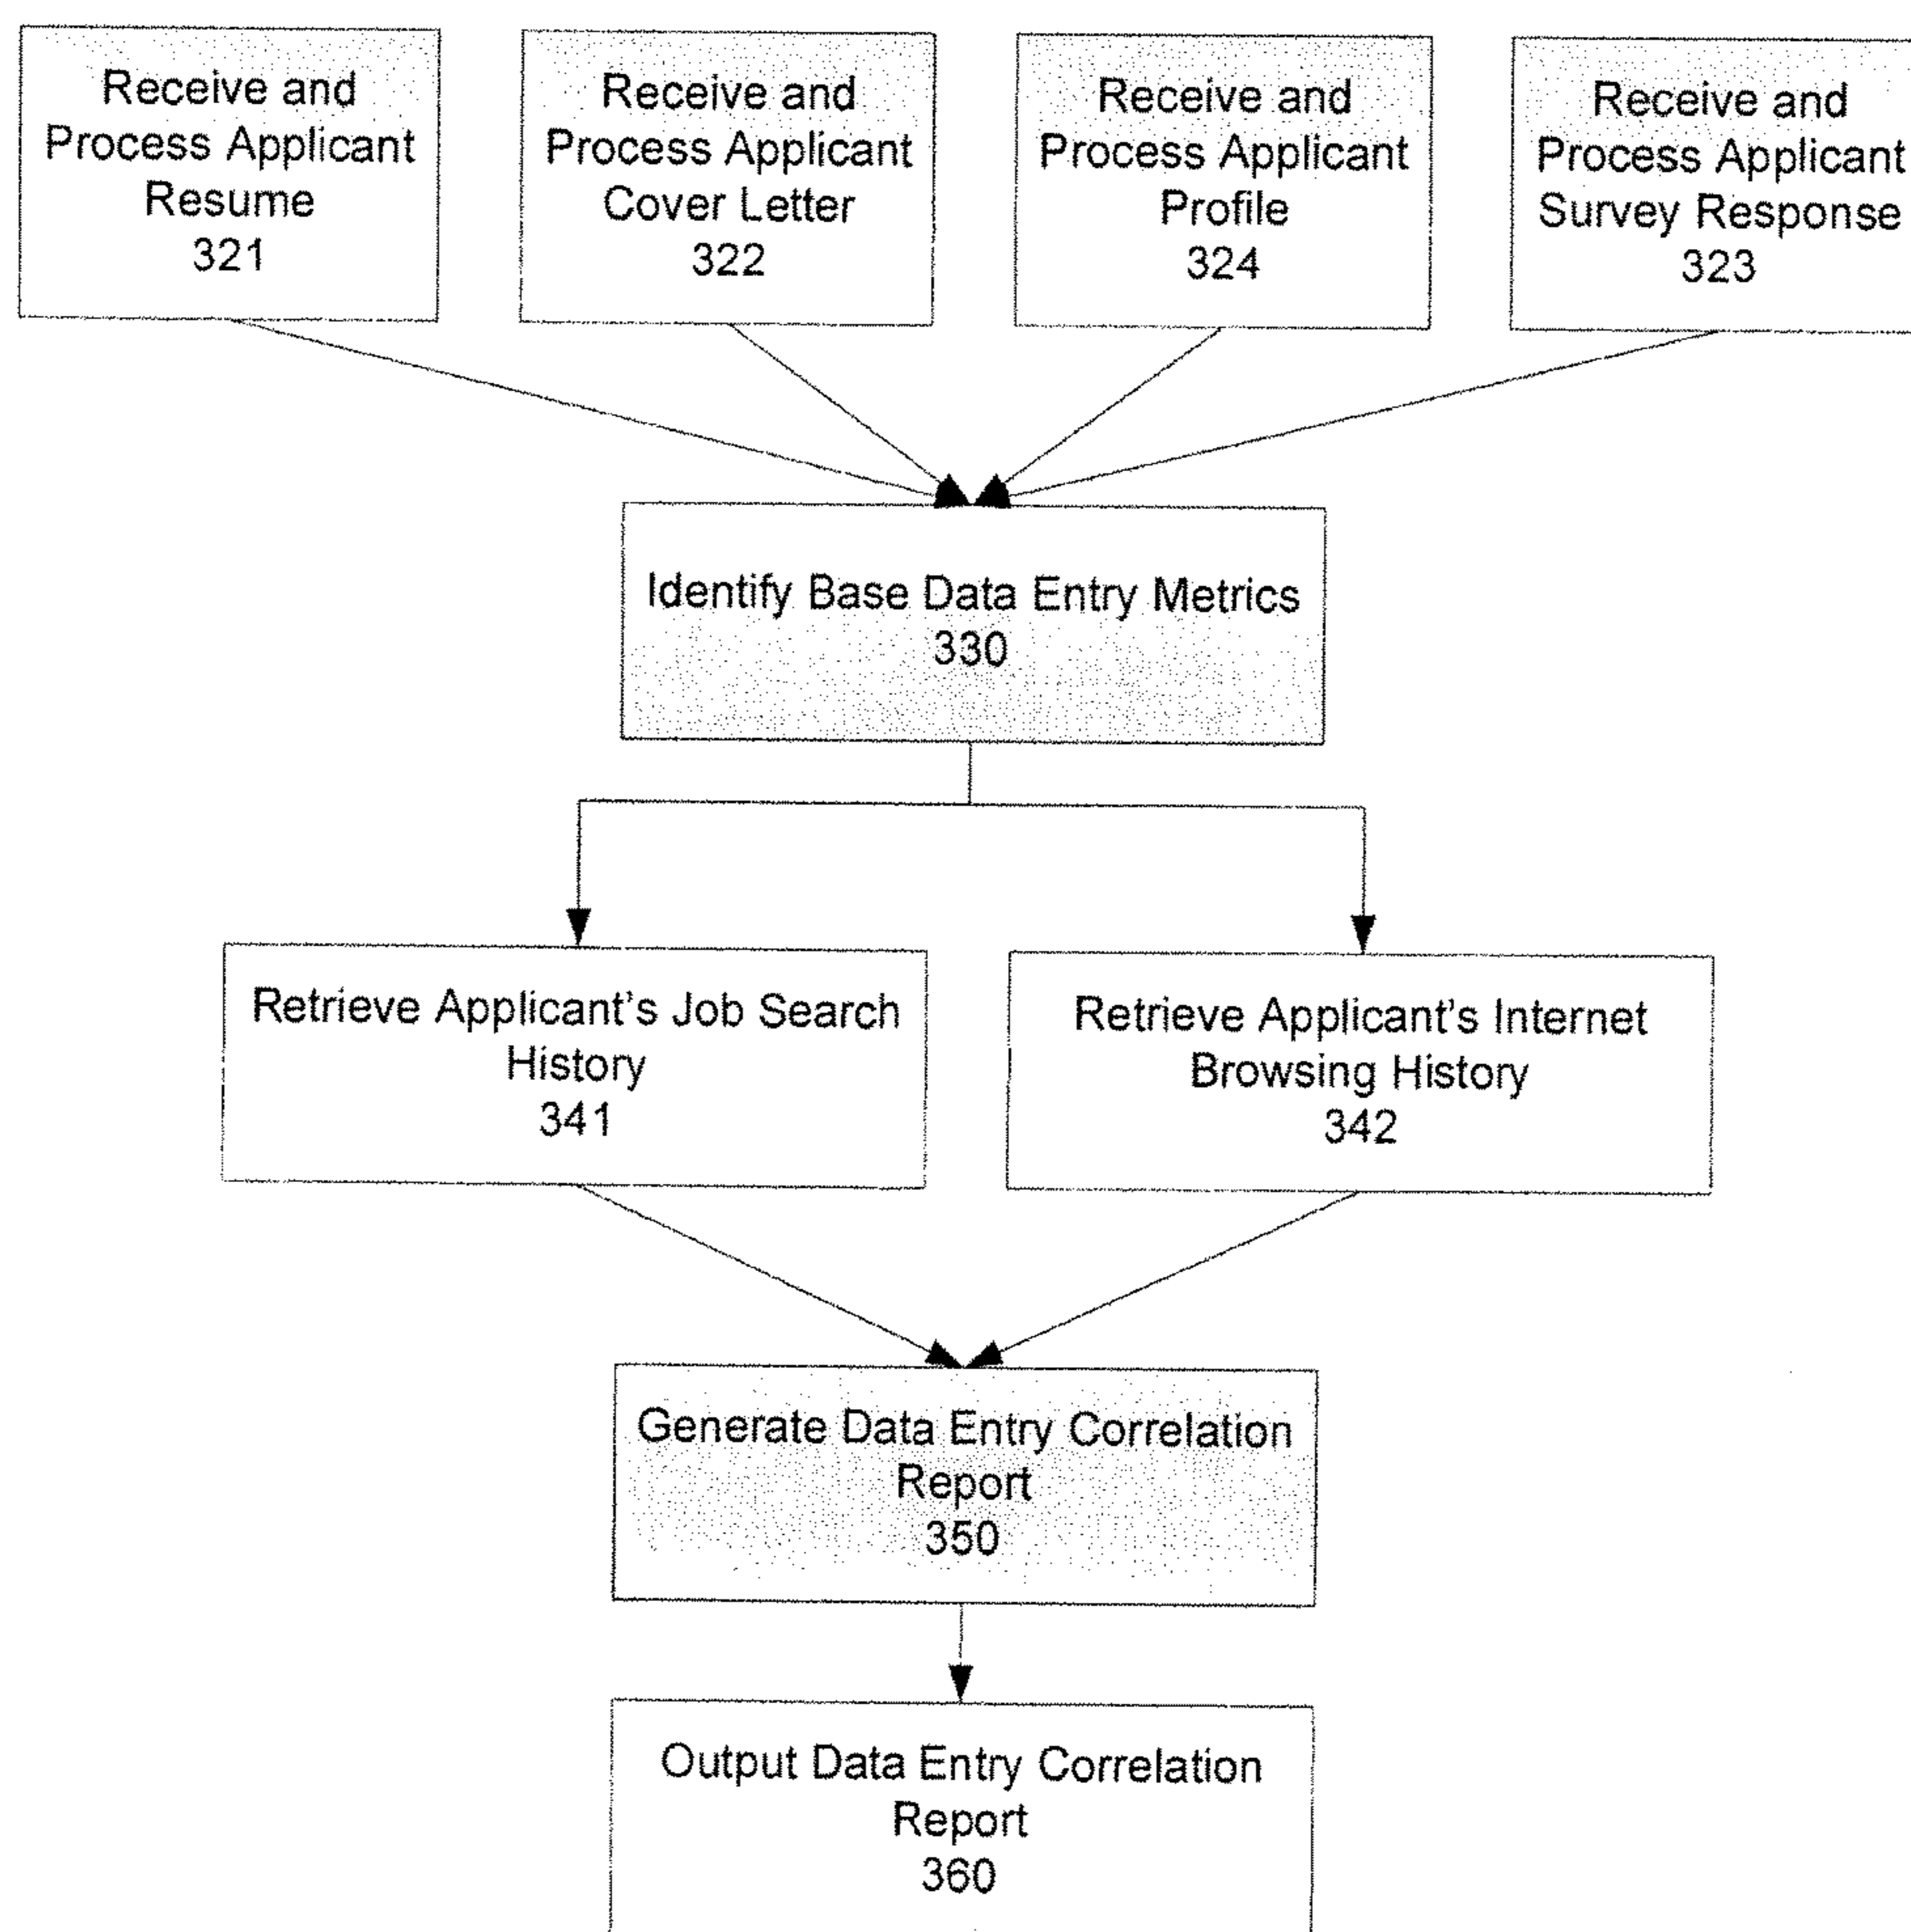 Receive and
Process Applicant
Resume
321
Receive and
Process Applicant
Cover Letter
322
Receive and
Process Applicant
Profile
324
Receive and
Process Applicant
Survey Response
323
Identify Base Data Entry Metrics
330
Retrieve Applicant's Job Search
History
341
Retrieve Applicant's Internet
Browsing History
342
Generate Data Entry Correlation
Report
350
Output Data Entry Correlation
Report
360